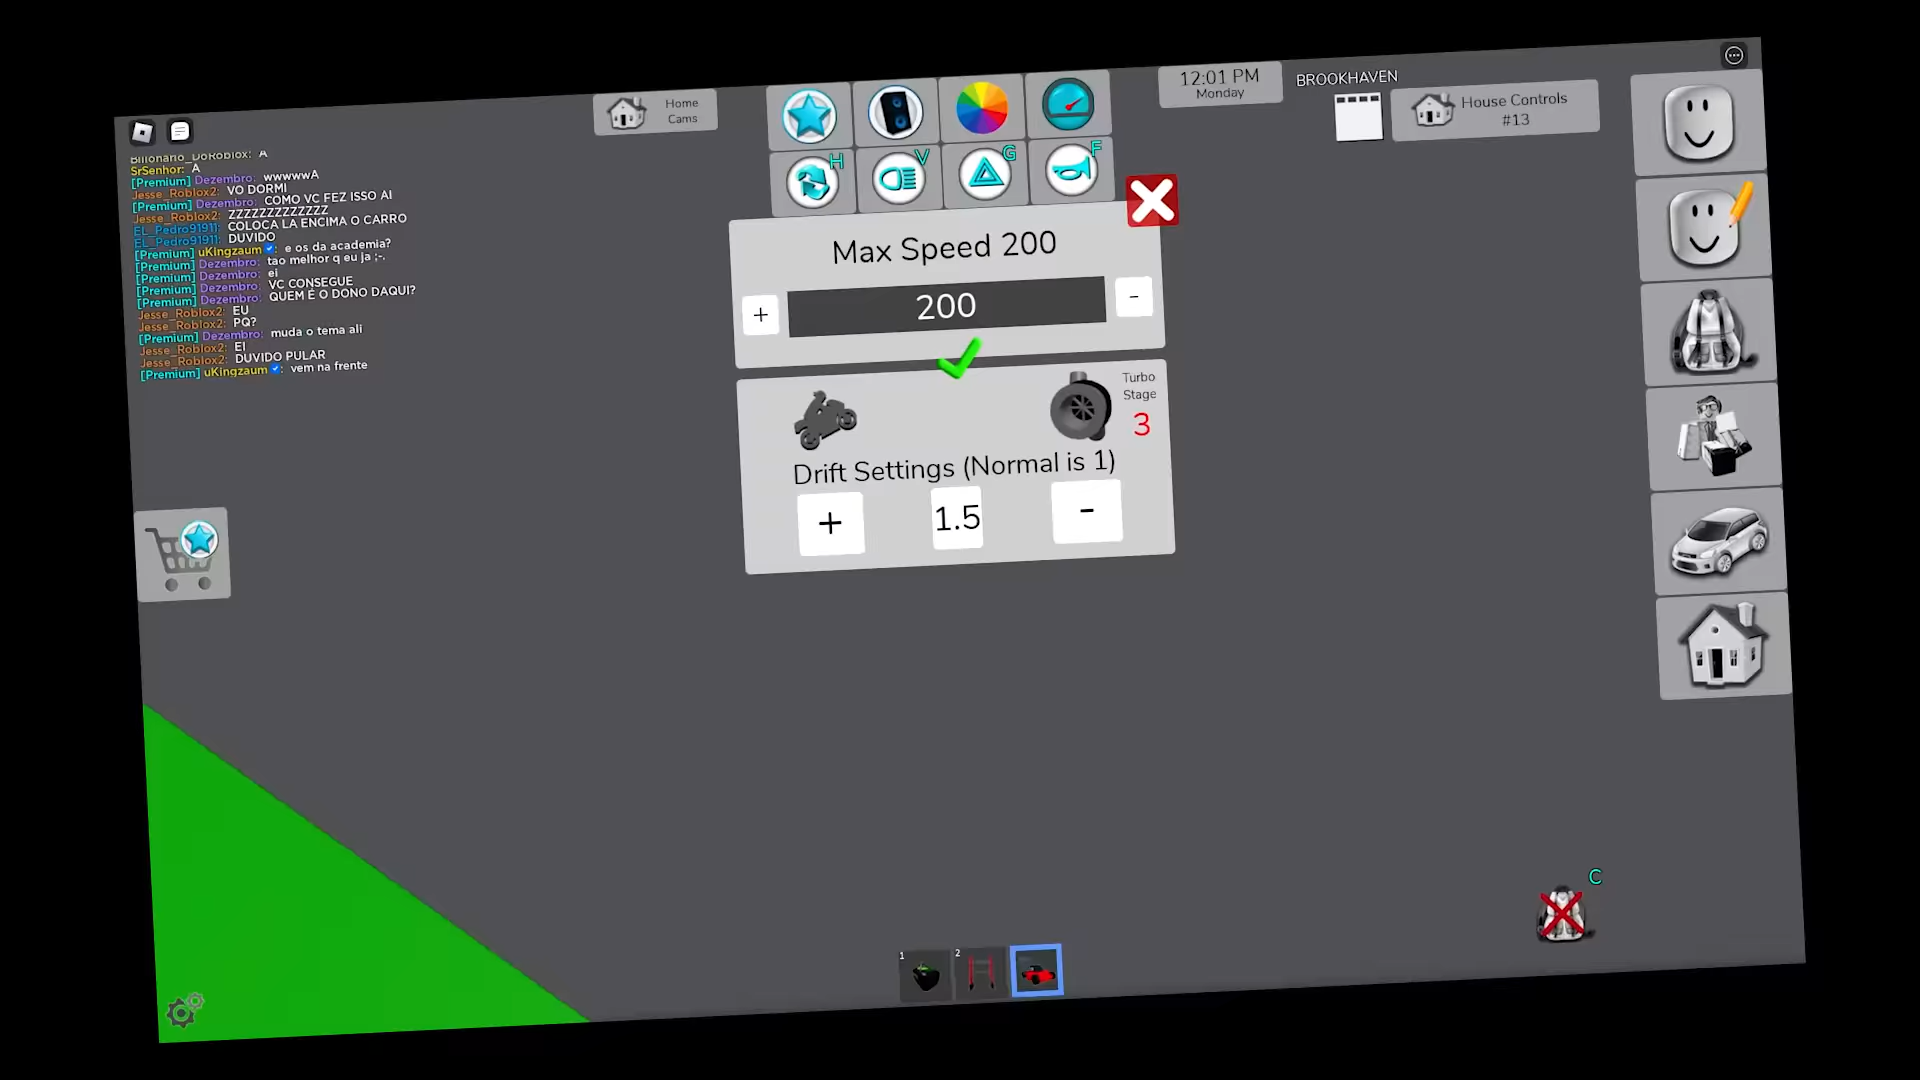 Bilionario_DoRoblox: A
SrSenhor: A
[Premium] Dezembro: wwwwwA
Jesse_Roblox2: VO DORMI
[Premium] Dezembro: COMO VC FEZ ISSO AI
Jesse_Roblox2: ZZZZZZZZZZZZZ
EL_Pedro91911: COLOCA LA ENCIMA O CARRO
EL_Pedro91911: DUVIDO
[Premium] uKingzaum: e os da academia?
[Premium] Dezembro: tao melhor q eu ja ;-.
[Premium] Dezembro: ei
[Premium] Dezembro: VC CONSEGUE
[Premium] Dezembro: QUEM É O DONO DAQUI?
Jesse_Roblox2: EU
Jesse_Roblox2: PQ?
[Premium] Dezembro: muda o tema ali
Jesse_Roblox2: EI
Jesse_Roblox2: DUVIDO PULAR
[Premium] uKingzaum: vem na frente
Home
Cams
H
V
G
F
12:01 PM
Monday
BROOKHAVEN
House Controls
#13
Max Speed 200
+
200
-
Turbo
Stage
3
Drift Settings (Normal is 1)
+
1.5
-
C
1
2